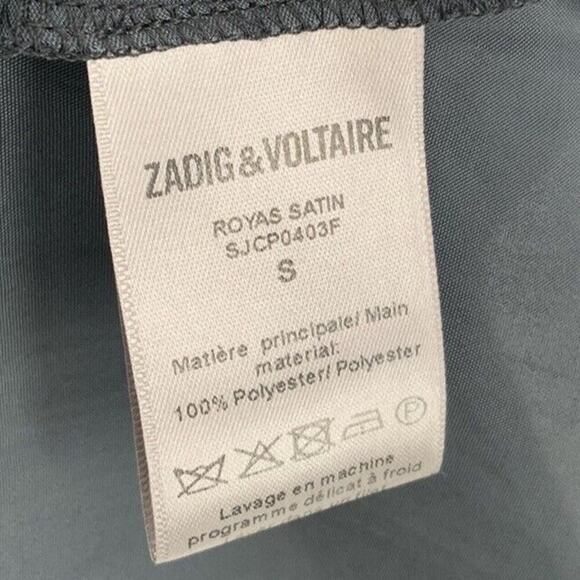 ZADIG & VOLTAIRE
ROYAS SATIN
SJCP0403F
S
Matière principale/ Main
material:
100% Polyester/ Polyester
P
Lavage en machine
programme délicat à froid